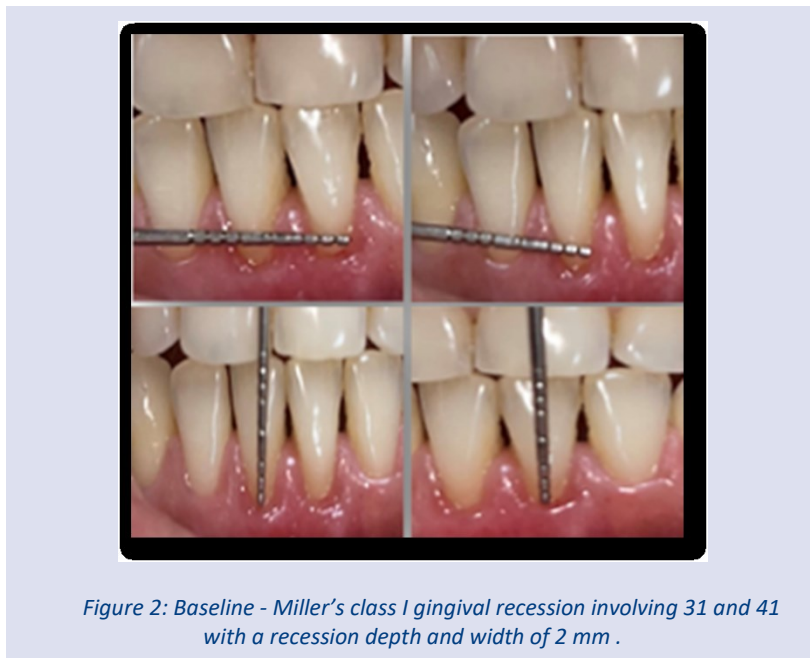 Figure 2: Baseline - Miller’s class I gingival recession involving 31 and 41
with a recession depth and width of 2 mm .